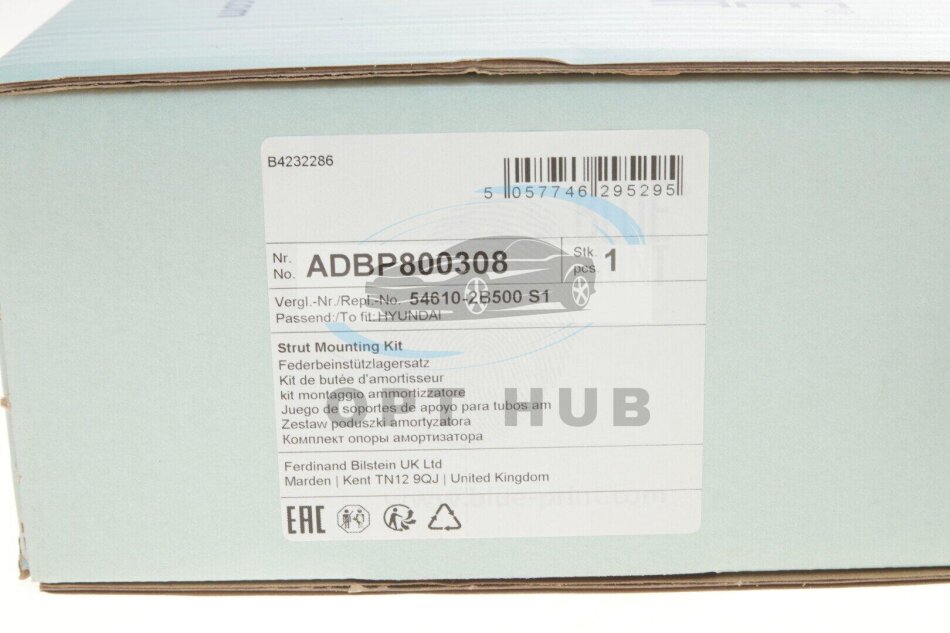 .com
B4232286
5 057746 295295
Nr.
No. ADBP800308
Stk.
pcs. 1
Vergl.-Nr./Repl.-No. 54610-2B500 S1
Passend:/To fit: HYUNDAI
Strut Mounting Kit
Federbeinstützlagersatz
Kit de butée d'amortisseur
kit montaggio ammortizzatore
Juego de soportes de apoyo para tubos am
Zestaw poduszki amortyzatora
Комплект опоры амортизатора
OPT HUB
Ferdinand Bilstein UK Ltd
Marden | Kent TN12 9QJ | United Kingdom
EAC